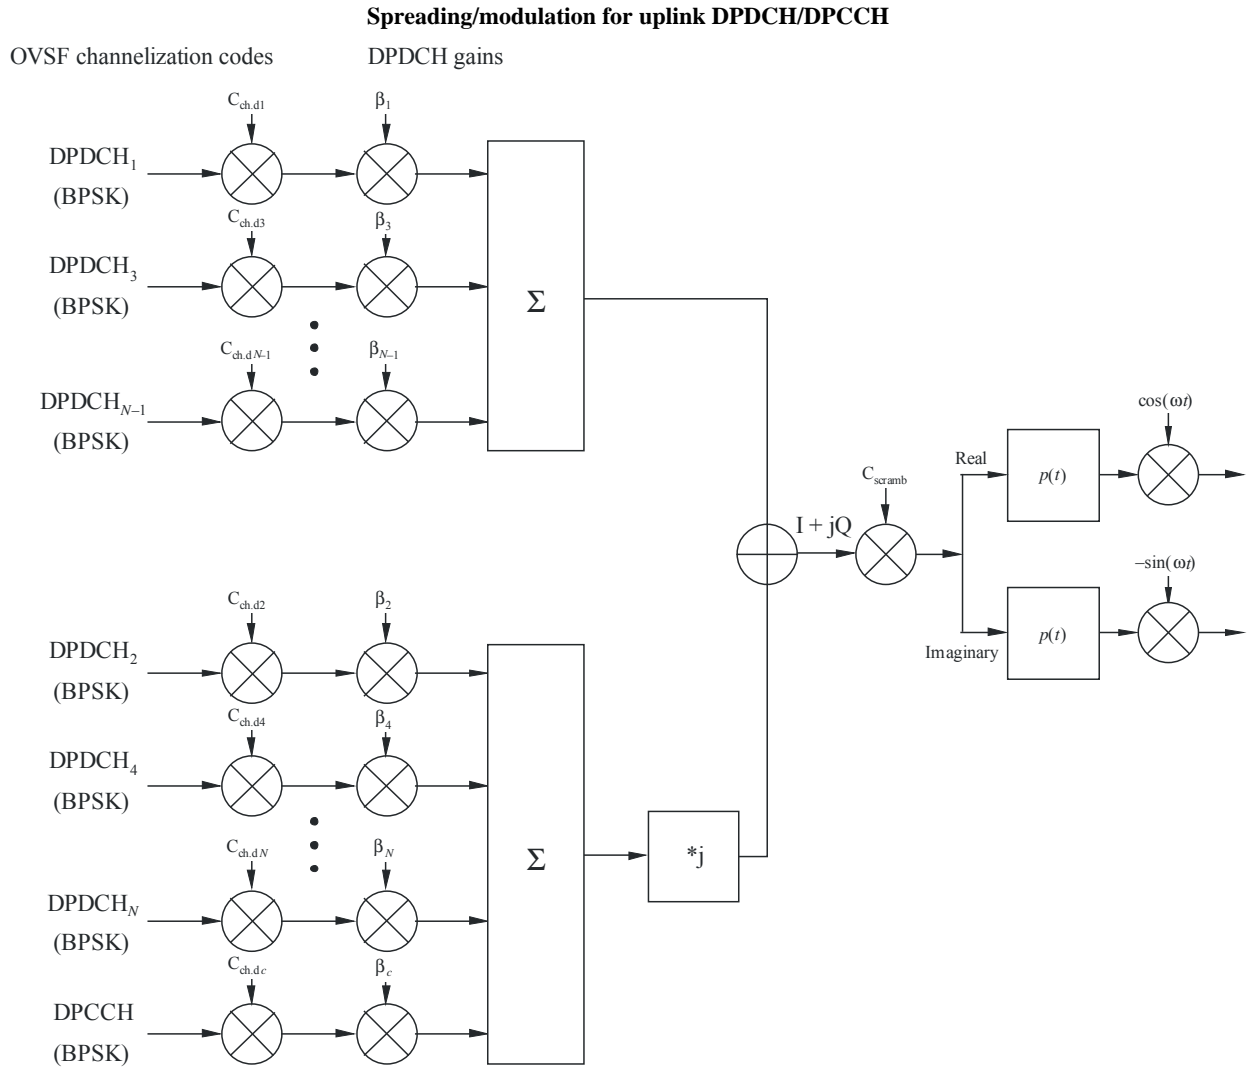 Spreading/modulation for uplink DPDCH/DPCCH
OVSF channelization codes
DPDCH gains
C_ch.d1
β_1
DPDCH_1
(BPSK)
C_ch.d3
β_3
DPDCH_3
(BPSK)
C_ch.dN–1
β_N–1
DPDCH_N–1
(BPSK)
Σ
C_ch.d2
β_2
DPDCH_2
(BPSK)
C_ch.d4
β_4
DPDCH_4
(BPSK)
C_ch.dN
β_N
DPDCH_N
(BPSK)
C_ch.dc
β_c
DPCCH
(BPSK)
Σ
*j
I + jQ
C_scramb
Real
p(t)
cos(ωt)
Imaginary
p(t)
–sin(ωt)